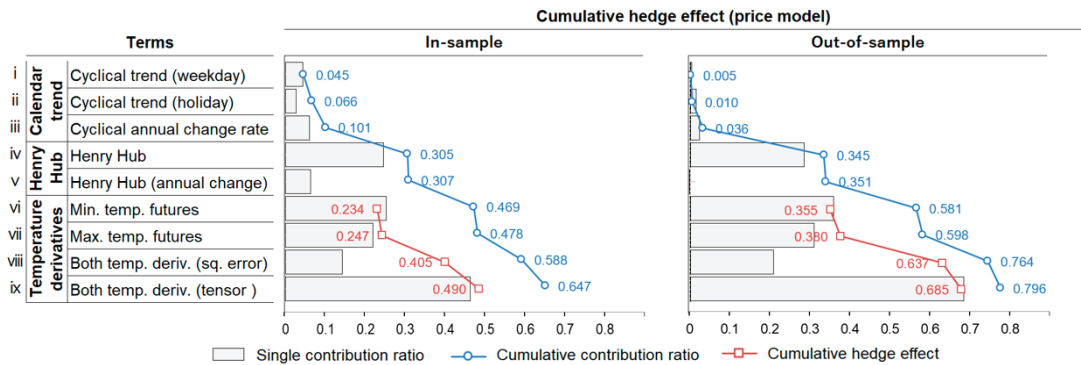 Cumulative hedge effect (price model)
Terms
In-sample
Out-of-sample
Calendar trend
i Cyclical trend (weekday) 0.045 0.005
ii Cyclical trend (holiday) 0.066 0.010
iii Cyclical annual change rate 0.101 0.036
Henry Hub
iv Henry Hub 0.305 0.345
v Henry Hub (annual change) 0.307 0.351
Temperature derivatives
vi Min. temp. futures 0.234 0.469 0.355 0.581
vii Max. temp. futures 0.247 0.478 0.380 0.598
viii Both temp. deriv. (sq. error) 0.405 0.588 0.637 0.764
ix Both temp. deriv. (tensor ) 0.490 0.647 0.685 0.796
0 0.1 0.2 0.3 0.4 0.5 0.6 0.7 0.8
0 0.1 0.2 0.3 0.4 0.5 0.6 0.7 0.8
Single contribution ratio Cumulative contribution ratio Cumulative hedge effect